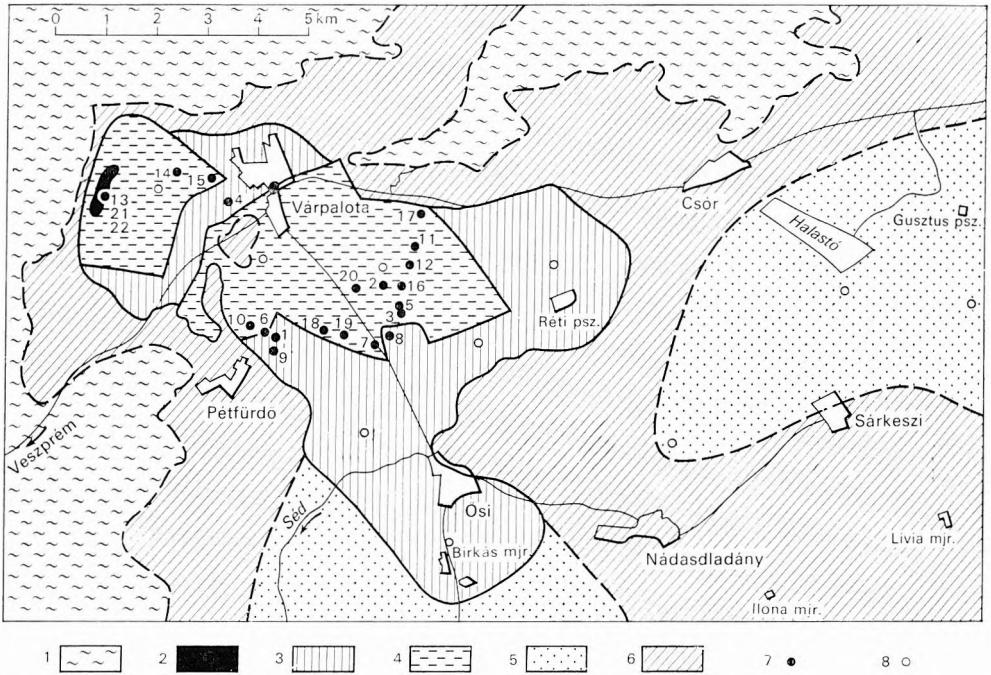 0 1 2 3 4 5 km
14
15
4
13
21
22
Várpalota
17
11
12
20
2
16
5
3
10
6
1
9
18
19
7
8
Csór
Halastó
Gusztus psz.
Réti psz.
Pétfürdő
Veszprém
Sárkeszi
Séd
Ösi
Birkás mjr.
Nádasdladány
Lívia mjr.
Ilona mjr.
1 2 3 4 5 6 7 8